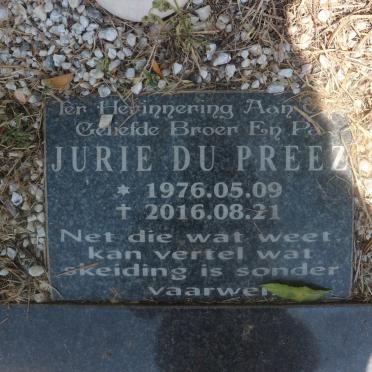 Ter Herinnering Aan
Geliefde Broer En Pa
JURIE DU PREEZ
* 1976.05.09
† 2016.08.21
Net die wat weet,
kan vertel wat
skeiding is sonder
vaarwel